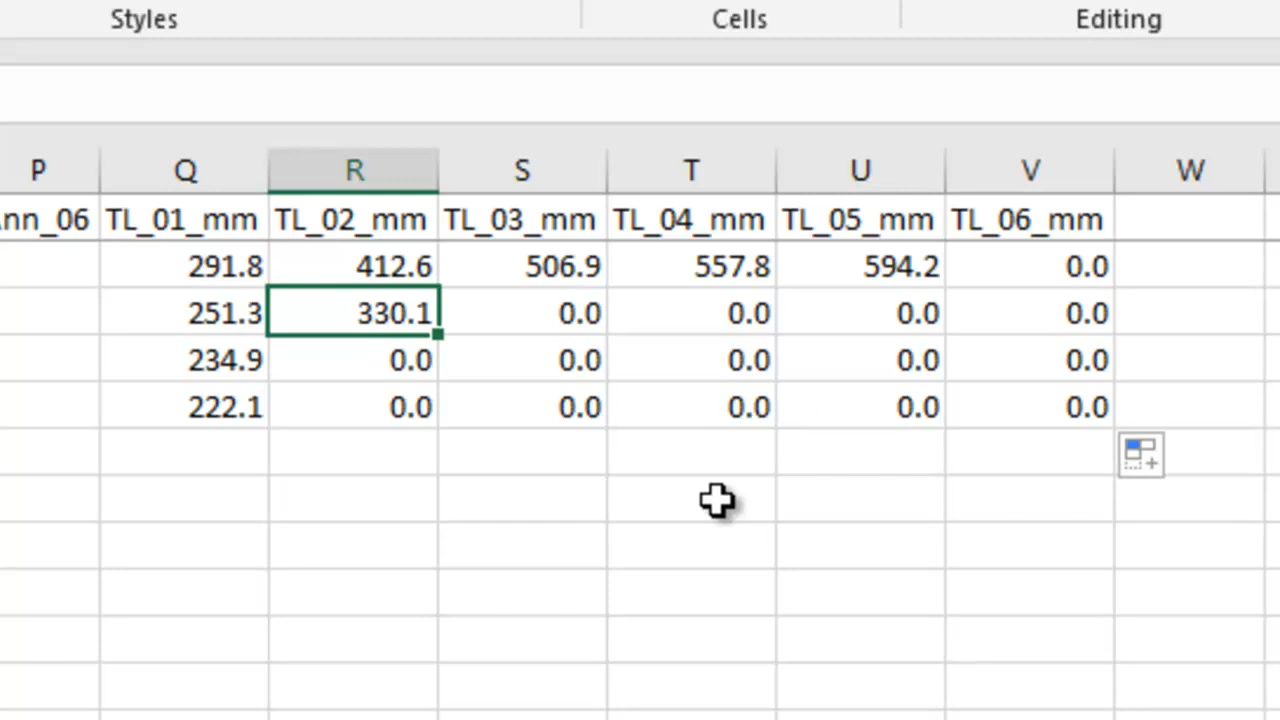 Styles Cells Editing
P Q R S T U V W
nn_06 TL_01_mm TL_02_mm TL_03_mm TL_04_mm TL_05_mm TL_06_mm
291.8 412.6 506.9 557.8 594.2 0.0
251.3 330.1 0.0 0.0 0.0 0.0
234.9 0.0 0.0 0.0 0.0 0.0
222.1 0.0 0.0 0.0 0.0 0.0